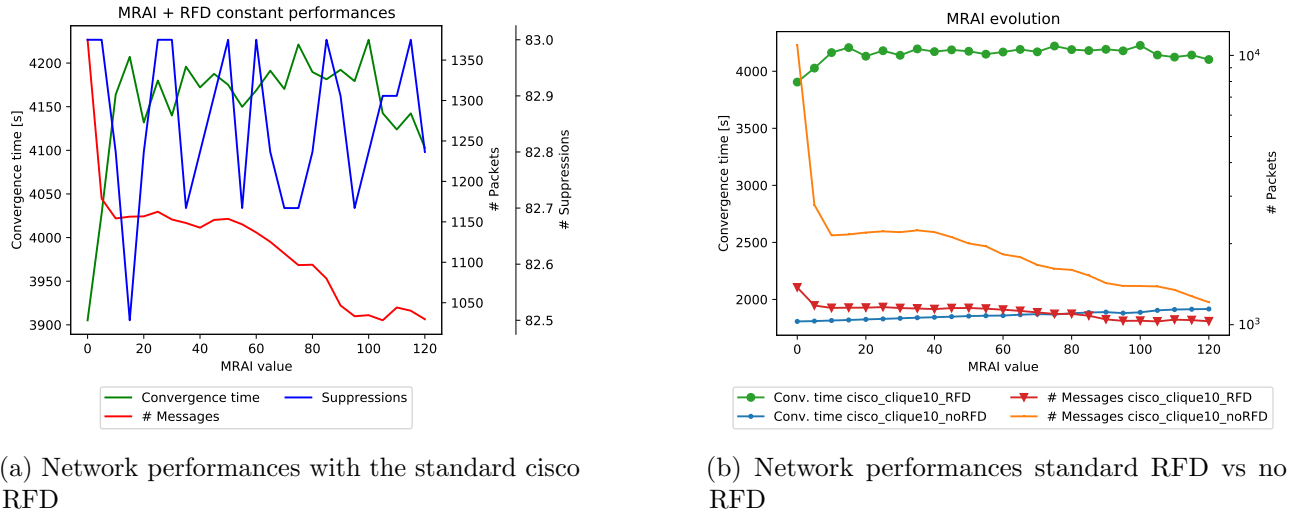 MRAI + RFD constant performances
4200
4150
4100
4050
4000
3950
3900
Convergence time [s]
0 20 40 60 80 100 120
MRAI value
1350
1300
1250
1200
1150
1100
1050
# Packets
83.0
82.9
82.8
82.7
82.6
82.5
# Suppressions
Convergence time
# Messages
Suppressions
(a) Network performances with the standard cisco
RFD
MRAI evolution
4000
3500
3000
2500
2000
Convergence time [s]
0 20 40 60 80 100 120
MRAI value
10⁴
10³
# Packets
Conv. time cisco_clique10_RFD
Conv. time cisco_clique10_noRFD
# Messages cisco_clique10_RFD
# Messages cisco_clique10_noRFD
(b) Network performances standard RFD vs no
RFD